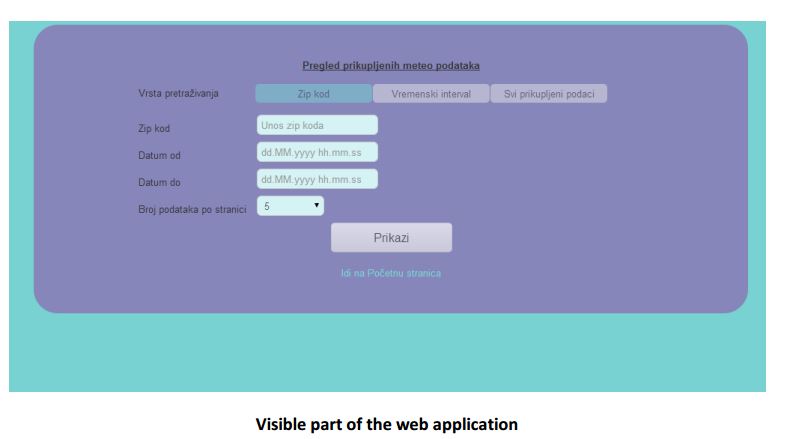 Pregled prikupljenih meteo podataka
Vrsta pretraživanja Zip kod Vremenski interval Svi prikupljeni podaci
Zip kod Unos zip koda
Datum od dd.MM.yyyy hh.mm.ss
Datum do dd.MM.yyyy hh.mm.ss
Broj podataka po stranici 5
Prikazi
Idi na Početnu stranica
Visible part of the web application